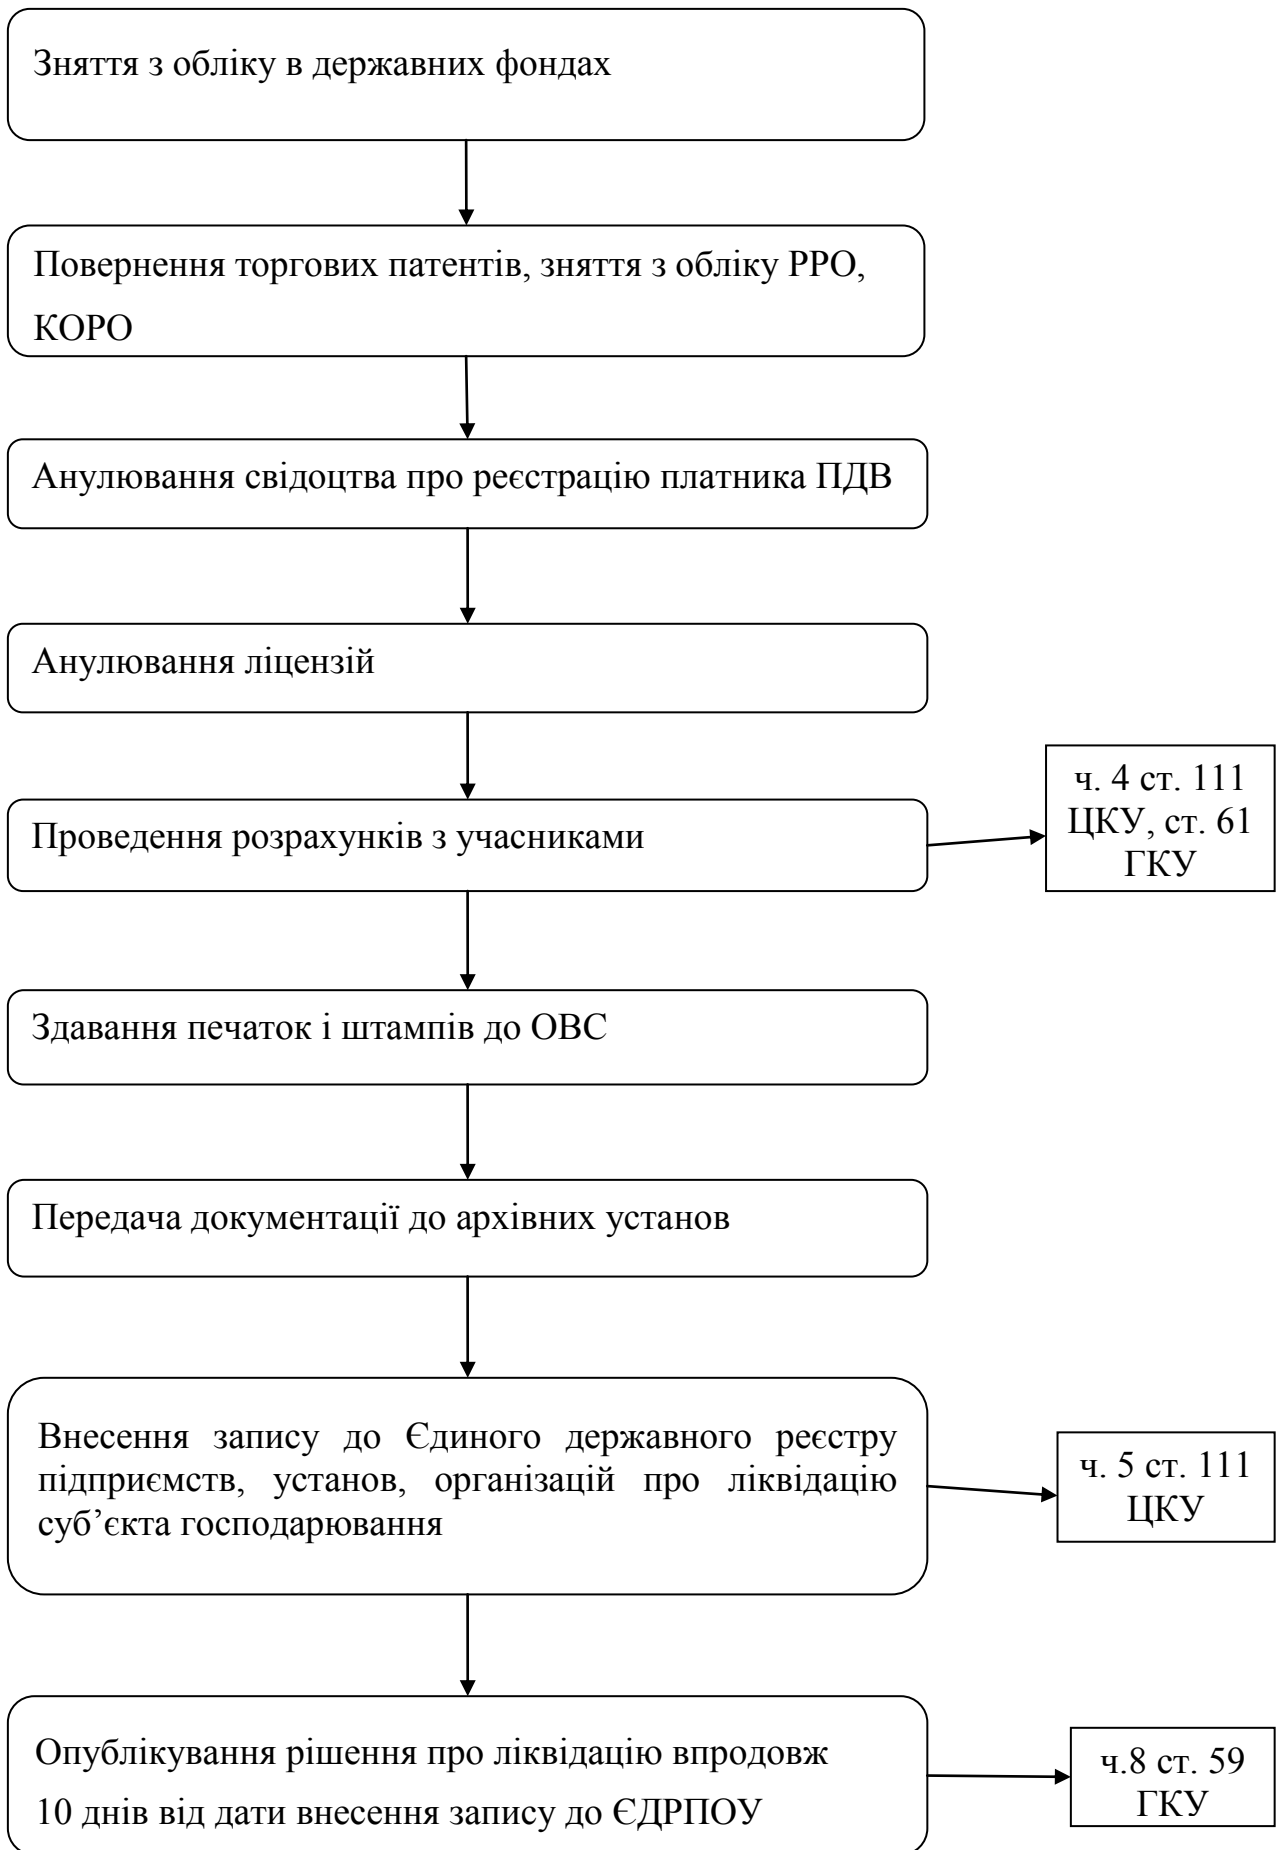 Зняття з обліку в державних фондах
Повернення торгових патентів, зняття з обліку РРО,
КОРО
Анулювання свідоцтва про реєстрацію платника ПДВ
Анулювання ліцензій
Проведення розрахунків з учасниками
ч. 4 ст. 111
ЦКУ, ст. 61
ГКУ
Здавання печаток і штампів до ОВС
Передача документації до архівних установ
Внесення запису до Єдиного державного реєстру
підприємств, установ, організацій про ліквідацію
суб’єкта господарювання
ч. 5 ст. 111
ЦКУ
Опублікування рішення про ліквідацію впродовж
10 днів від дати внесення запису до ЄДРПОУ
ч.8 ст. 59
ГКУ